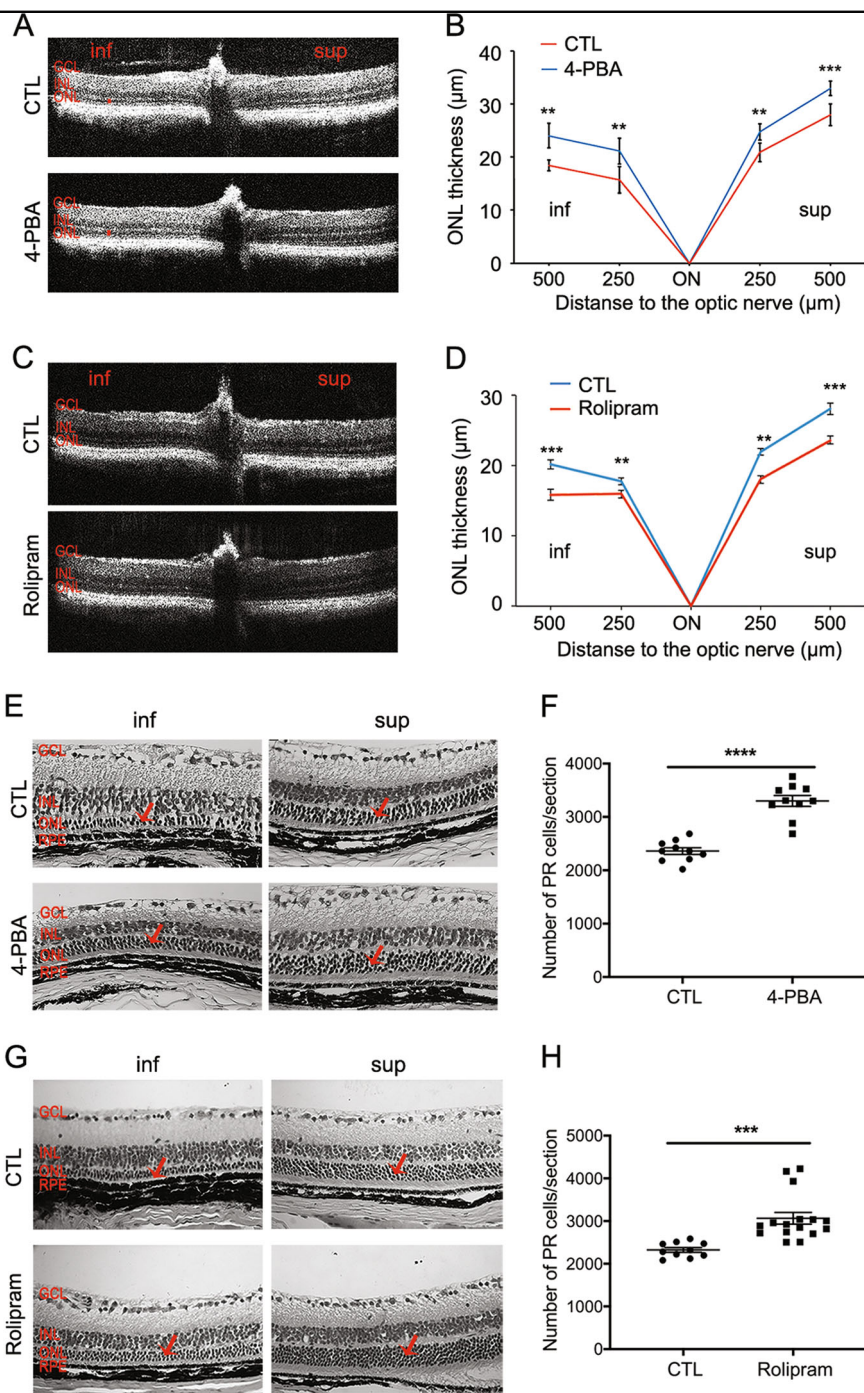 A
inf
sup
CTL
GCL
INL
ONL
*
4-PBA
GCL
INL
ONL
*
B
CTL
4-PBA
ONL thickness (μm)
40
30
20
10
0
**
**
**
***
inf
sup
500
250
ON
250
500
Distanse to the optic nerve (μm)
C
inf
sup
CTL
GCL
INL
ONL
Rolipram
GCL
INL
ONL
D
CTL
Rolipram
ONL thickness (μm)
30
20
10
0
***
**
**
***
inf
sup
500
250
ON
250
500
Distanse to the optic nerve (μm)
E
inf
sup
CTL
GCL
INL
ONL
RPE
4-PBA
GCL
INL
ONL
RPE
F
****
Number of PR cells/section
4000
3000
2000
1000
0
CTL
4-PBA
G
inf
sup
CTL
GCL
INL
ONL
RPE
Rolipram
GCL
INL
ONL
RPE
H
***
Number of PR cells/section
5000
4000
3000
2000
1000
0
CTL
Rolipram